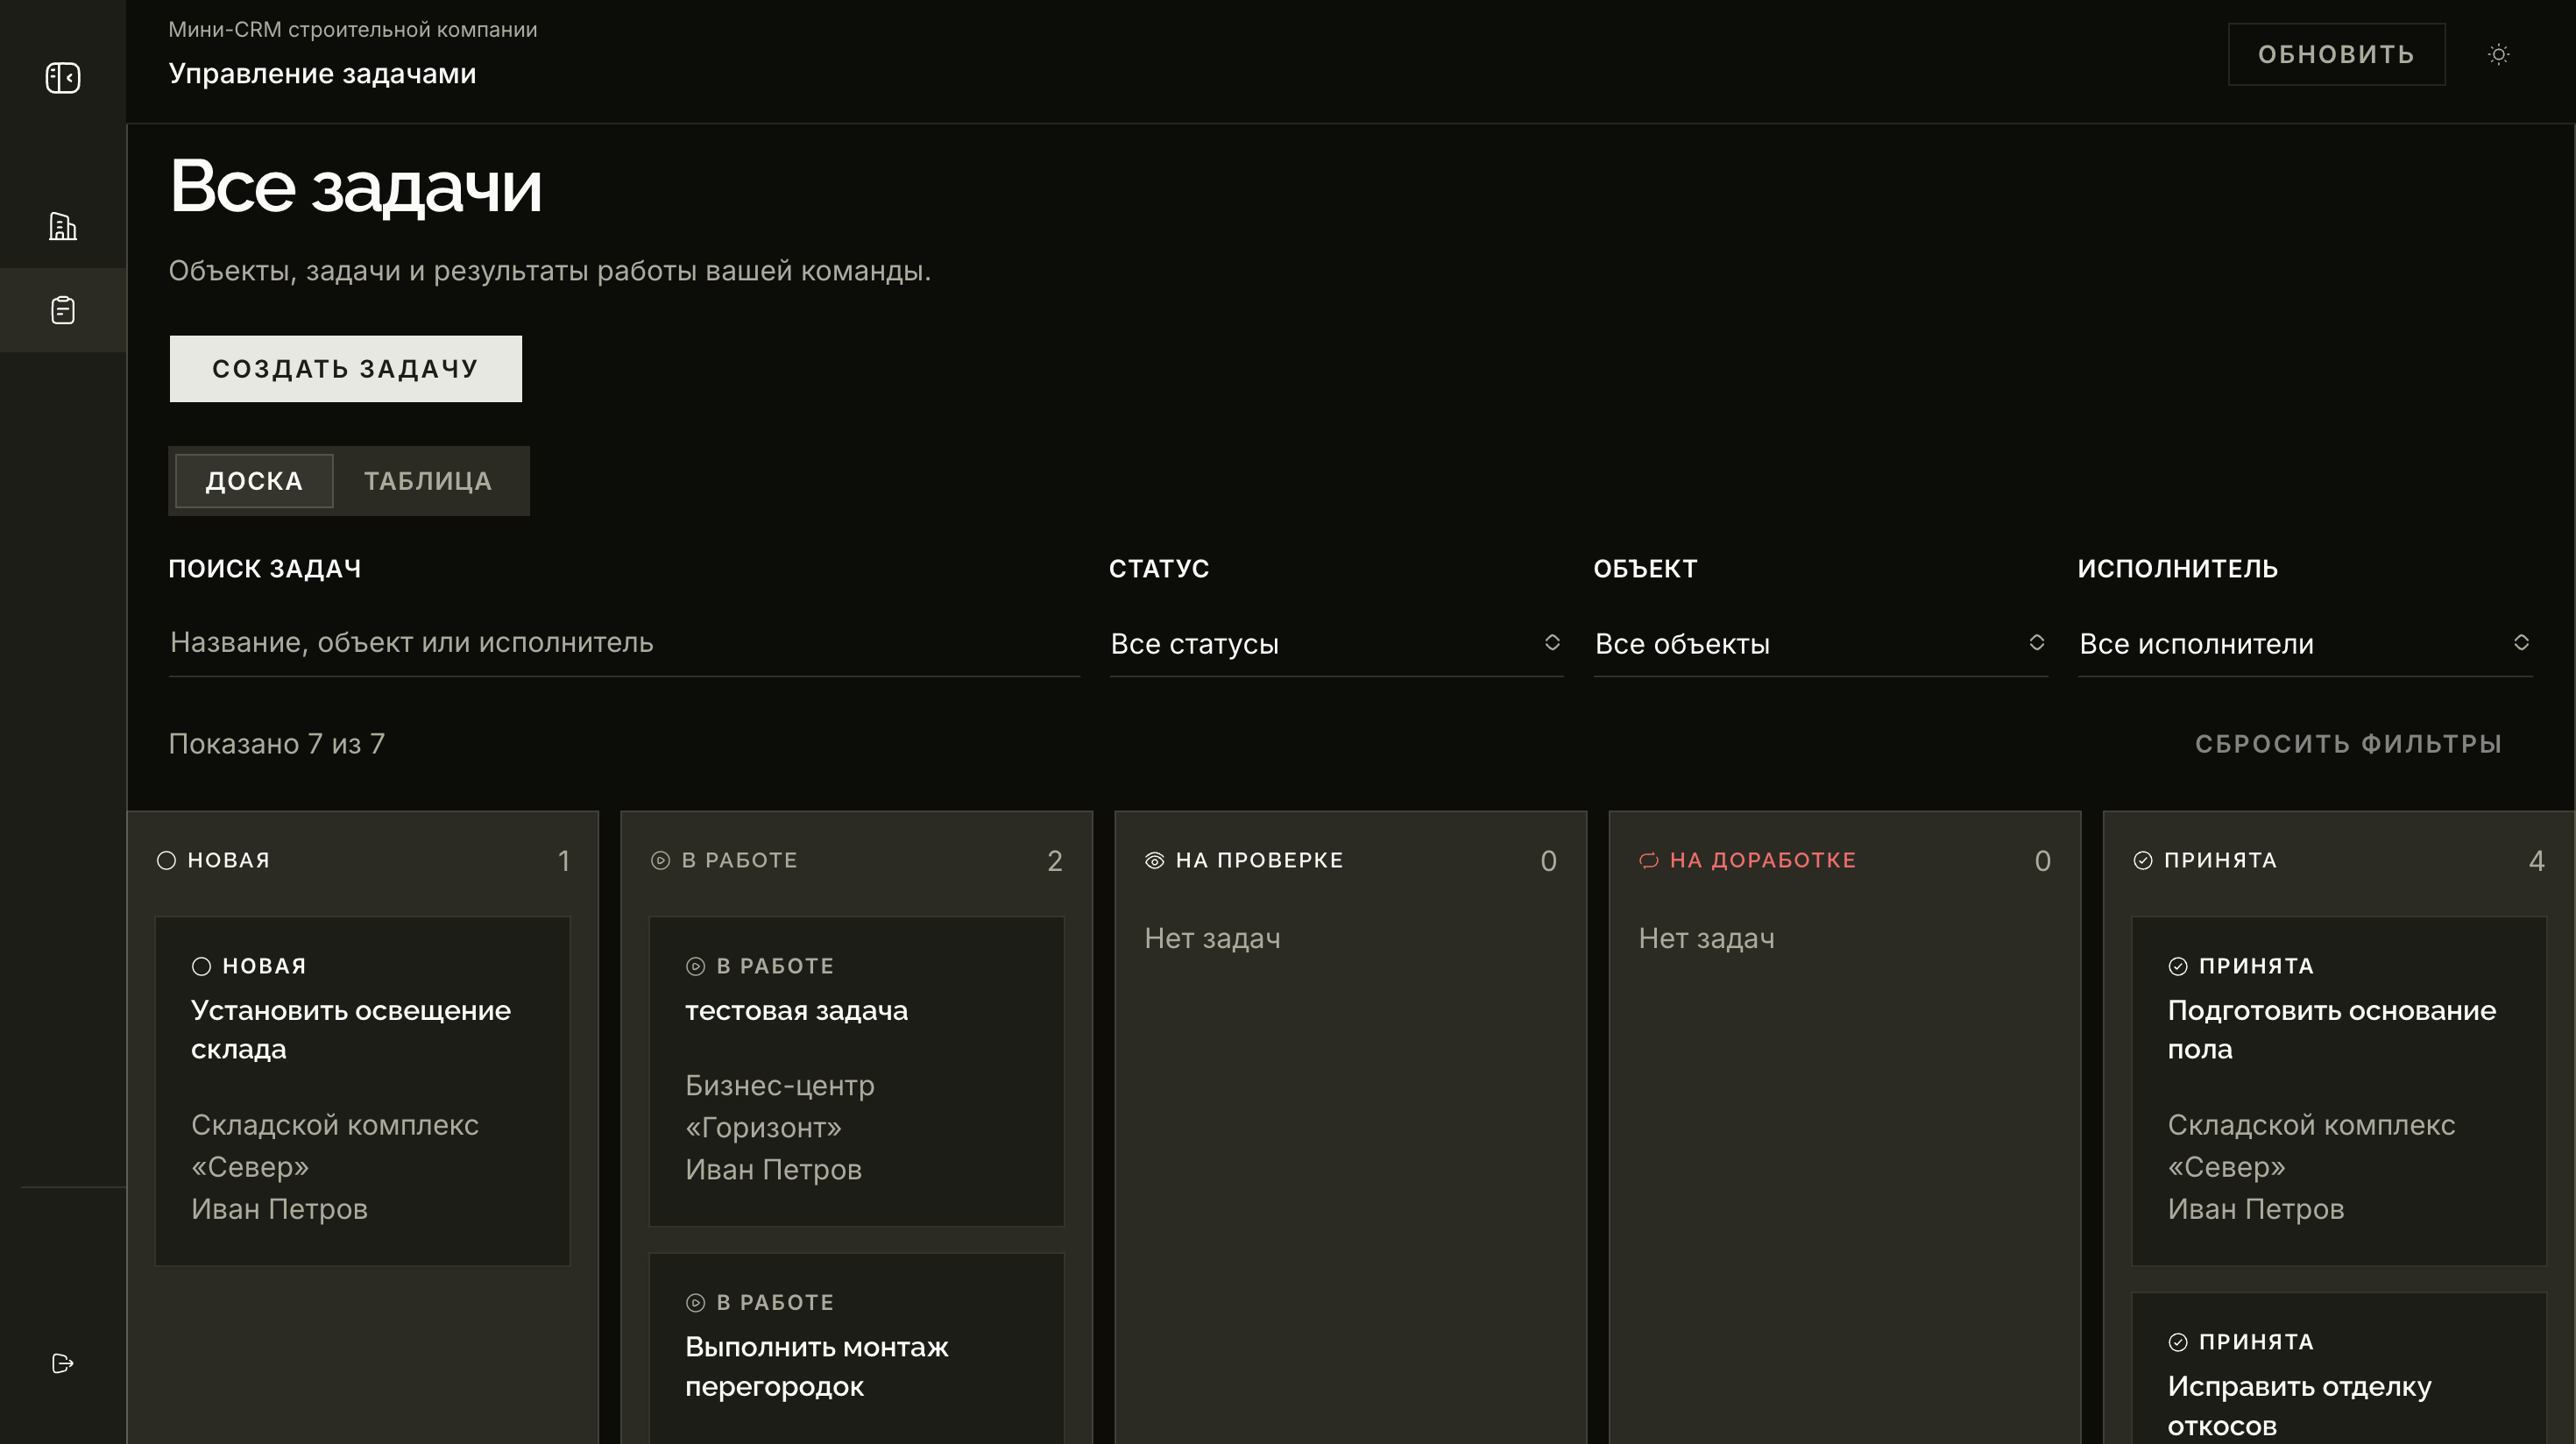 Мини-CRM строительной компании
Управление задачами
ОБНОВИТЬ
Все задачи
Объекты, задачи и результаты работы вашей команды.
СОЗДАТЬ ЗАДАЧУ
ДОСКА
ТАБЛИЦА
ПОИСК ЗАДАЧ
Название, объект или исполнитель
СТАТУС
Все статусы
ОБЪЕКТ
Все объекты
ИСПОЛНИТЕЛЬ
Все исполнители
Показано 7 из 7
СБРОСИТЬ ФИЛЬТРЫ
НОВАЯ 1
НОВАЯ
Установить освещение
склада
Складской комплекс
«Север»
Иван Петров
В РАБОТЕ 2
В РАБОТЕ
тестовая задача
Бизнес-центр
«Горизонт»
Иван Петров
В РАБОТЕ
Выполнить монтаж
перегородок
НА ПРОВЕРКЕ 0
Нет задач
НА ДОРАБОТКЕ 0
Нет задач
ПРИНЯТА 4
ПРИНЯТА
Подготовить основание
пола
Складской комплекс
«Север»
Иван Петров
ПРИНЯТА
Исправить отделку
откосов